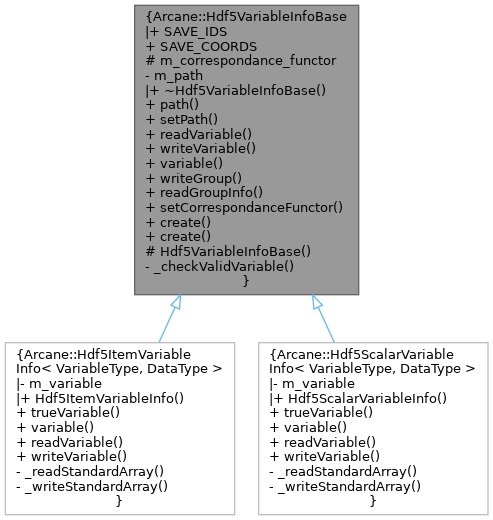 {Arcane::Hdf5VariableInfoBase
|+ SAVE_IDS
+ SAVE_COORDS
# m_correspondance_functor
- m_path
|+ ~Hdf5VariableInfoBase()
+ path()
+ setPath()
+ readVariable()
+ writeVariable()
+ variable()
+ writeGroup()
+ readGroupInfo()
+ setCorrespondanceFunctor()
+ create()
+ create()
# Hdf5VariableInfoBase()
- _checkValidVariable()
}
{Arcane::Hdf5ItemVariable
Info< VariableType, DataType >
|- m_variable
|+ Hdf5ItemVariableInfo()
+ trueVariable()
+ variable()
+ readVariable()
+ writeVariable()
- _readStandardArray()
- _writeStandardArray()
}
{Arcane::Hdf5ScalarVariable
Info< VariableType, DataType >
|- m_variable
|+ Hdf5ScalarVariableInfo()
+ trueVariable()
+ variable()
+ readVariable()
+ writeVariable()
- _readStandardArray()
- _writeStandardArray()
}